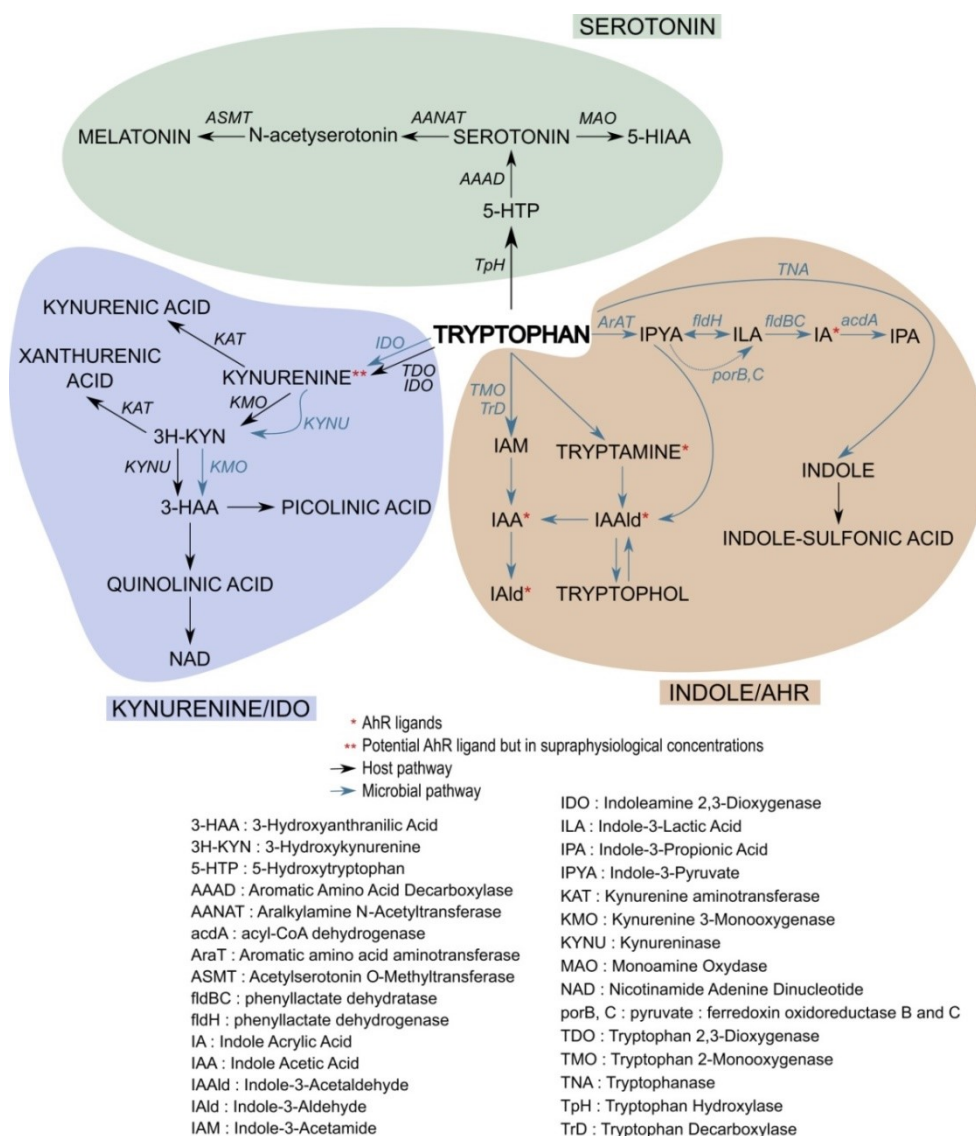 SEROTONIN
MELATONIN
ASMT
N-acetyserotonin
AANAT
SEROTONIN
MAO
5-HIAA
AAAD
5-HTP
TpH
KYNURENIC ACID
KAT
XANTHURENIC
ACID
KAT
KYNURENINE**
IDO
TDO
IDO
KMO
KYNU
3H-KYN
KYNU
KMO
3-HAA
PICOLINIC ACID
QUINOLINIC ACID
NAD
KYNURENINE/IDO
TRYPTOPHAN
TNA
ArAT
IPYA
fldH
ILA
fldBC
IA*
acdA
IPA
porB,C
TMO
TrD
IAM
TRYPTAMINE*
INDOLE
IAA*
IAAld*
INDOLE-SULFONIC ACID
IAld*
TRYPTOPHOL
INDOLE/AHR
* AhR ligands
** Potential AhR ligand but in supraphysiological concentrations
Host pathway
Microbial pathway
3-HAA : 3-Hydroxyanthranilic Acid
3H-KYN : 3-Hydroxykynurenine
5-HTP : 5-Hydroxytryptophan
AAAD : Aromatic Amino Acid Decarboxylase
AANAT : Aralkylamine N-Acetyltransferase
acdA : acyl-CoA dehydrogenase
AraT : Aromatic amino acid aminotransferase
ASMT : Acetylserotonin O-Methyltransferase
fldBC : phenyllactate dehydratase
fldH : phenyllactate dehydrogenase
IA : Indole Acrylic Acid
IAA : Indole Acetic Acid
IAAld : Indole-3-Acetaldehyde
IAld : Indole-3-Aldehyde
IAM : Indole-3-Acetamide
IDO : Indoleamine 2,3-Dioxygenase
ILA : Indole-3-Lactic Acid
IPA : Indole-3-Propionic Acid
IPYA : Indole-3-Pyruvate
KAT : Kynurenine aminotransferase
KMO : Kynurenine 3-Monooxygenase
KYNU : Kynureninase
MAO : Monoamine Oxydase
NAD : Nicotinamide Adenine Dinucleotide
porB, C : pyruvate : ferredoxin oxidoreductase B and C
TDO : Tryptophan 2,3-Dioxygenase
TMO : Tryptophan 2-Monooxygenase
TNA : Tryptophanase
TpH : Tryptophan Hydroxylase
TrD : Tryptophan Decarboxylase